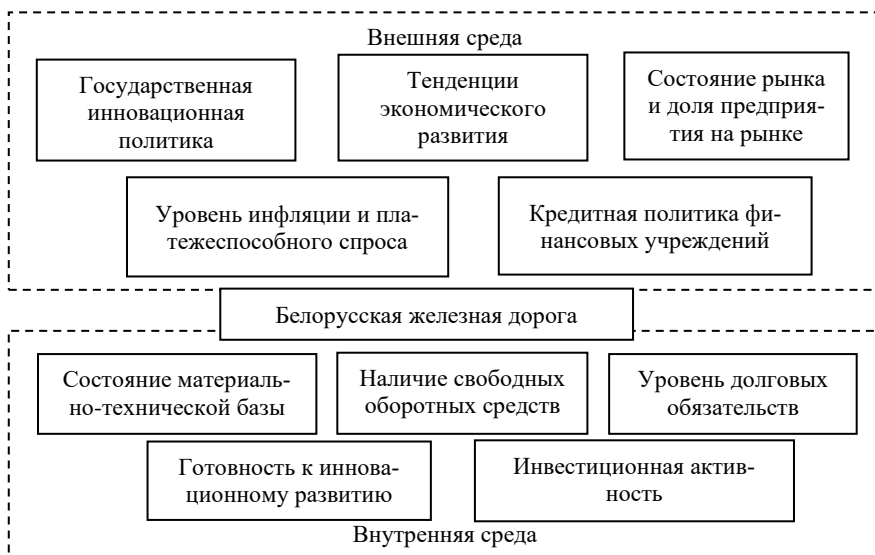 Внешняя среда
Государственная
инновационная
политика
Тенденции
экономического
развития
Состояние рынка
и доля предприя-
тия на рынке
Уровень инфляции и пла-
тежеспособного спроса
Кредитная политика фи-
нансовых учреждений
Белорусская железная дорога
Состояние материаль-
но-технической базы
Наличие свободных
оборотных средств
Уровень долговых
обязательств
Готовность к иннова-
ционному развитию
Инвестиционная актив-
ность
Внутренняя среда